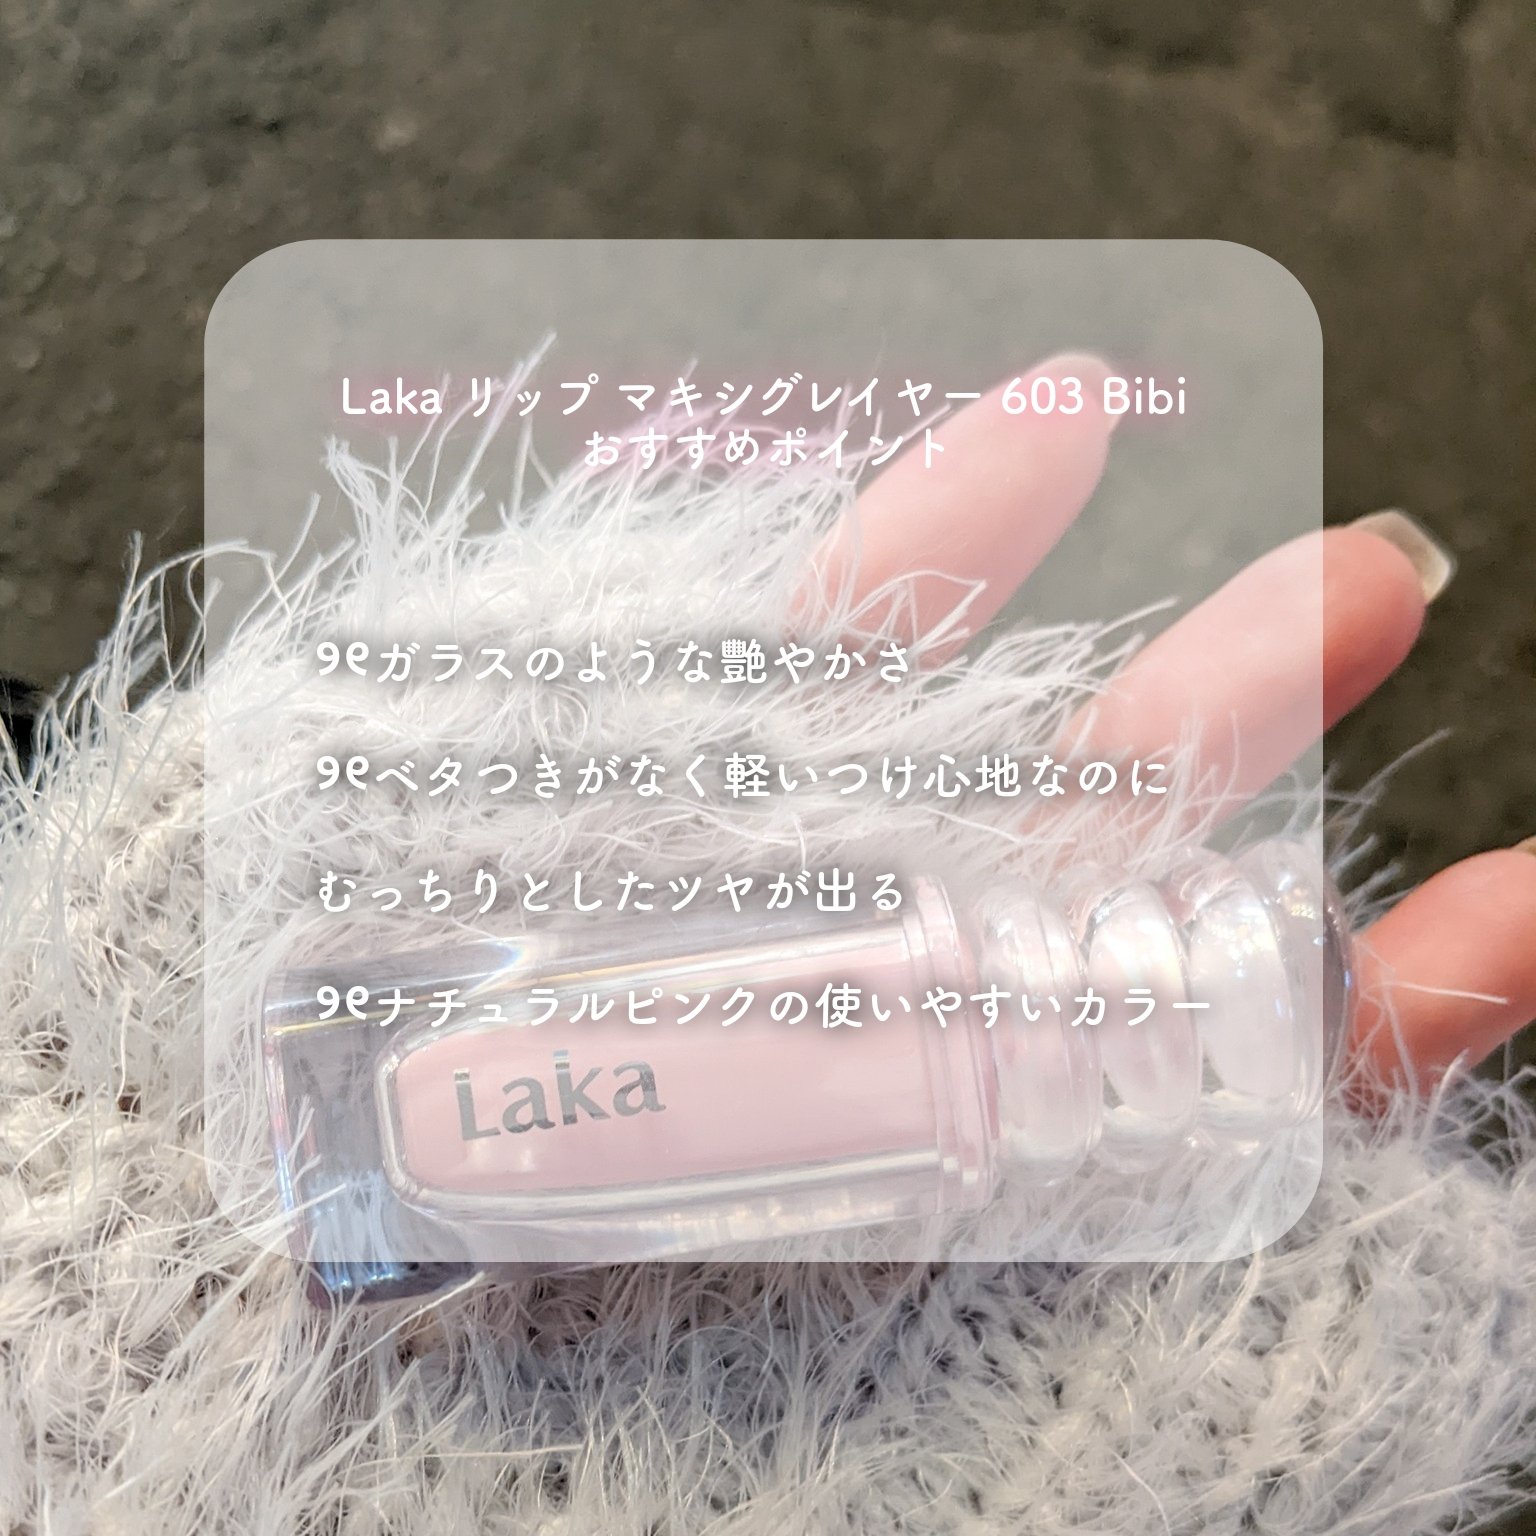 Laka リップ マキシグレイヤー 603 Bibi
おすすめポイント
୨୧ガラスのような艶やかさ
୨୧ベタつきがなく軽いつけ心地なのに
むっちりとしたツヤが出る
୨୧ナチュラルピンクの使いやすいカラー
Laka